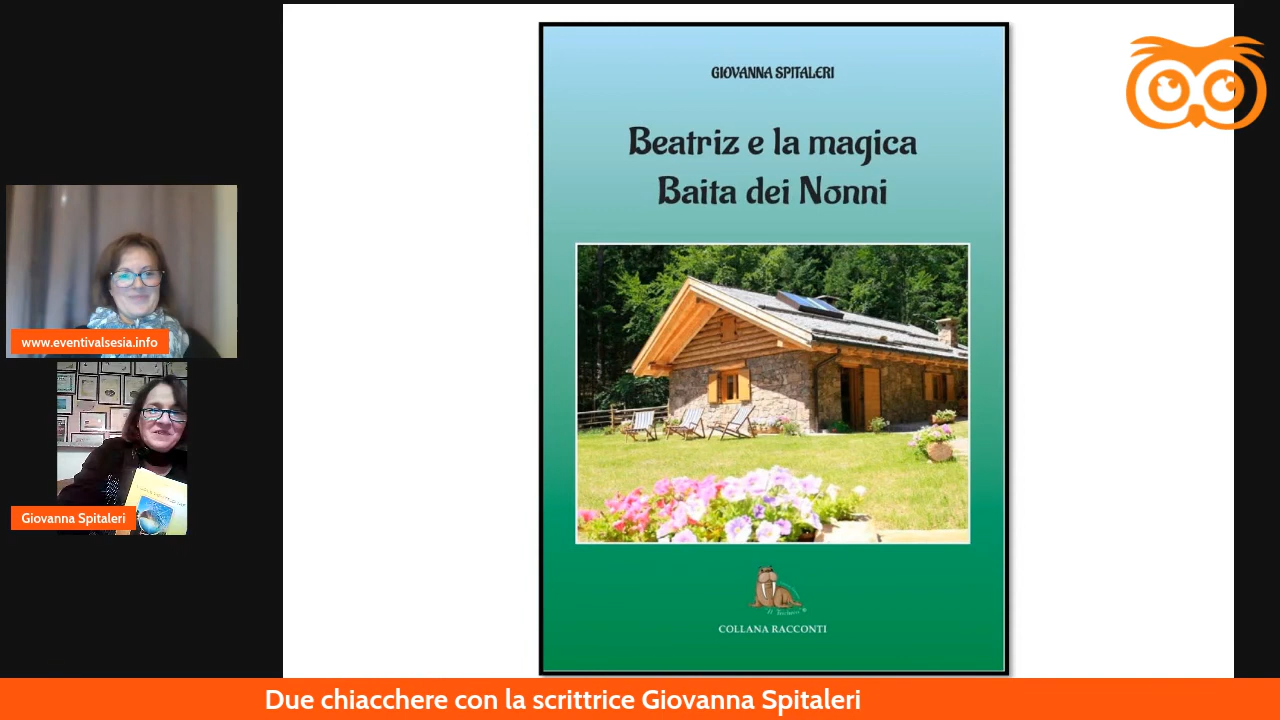 GIOVANNA SPITALERI
Beatriz e la magica
Baita dei Nonni
COLLANA RACCONTI
www.eventivalsesia.info
Giovanna Spitaleri
Due chiacchere con la scrittrice Giovanna Spitaleri